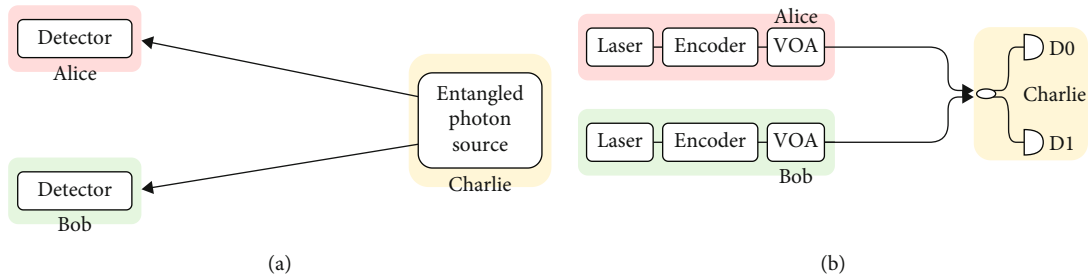 Detector
Alice
Entangled
photon
source
Charlie
Detector
Bob
(a)
Alice
Laser
Encoder
VOA
D0
Charlie
Laser
Encoder
VOA
D1
Bob
(b)